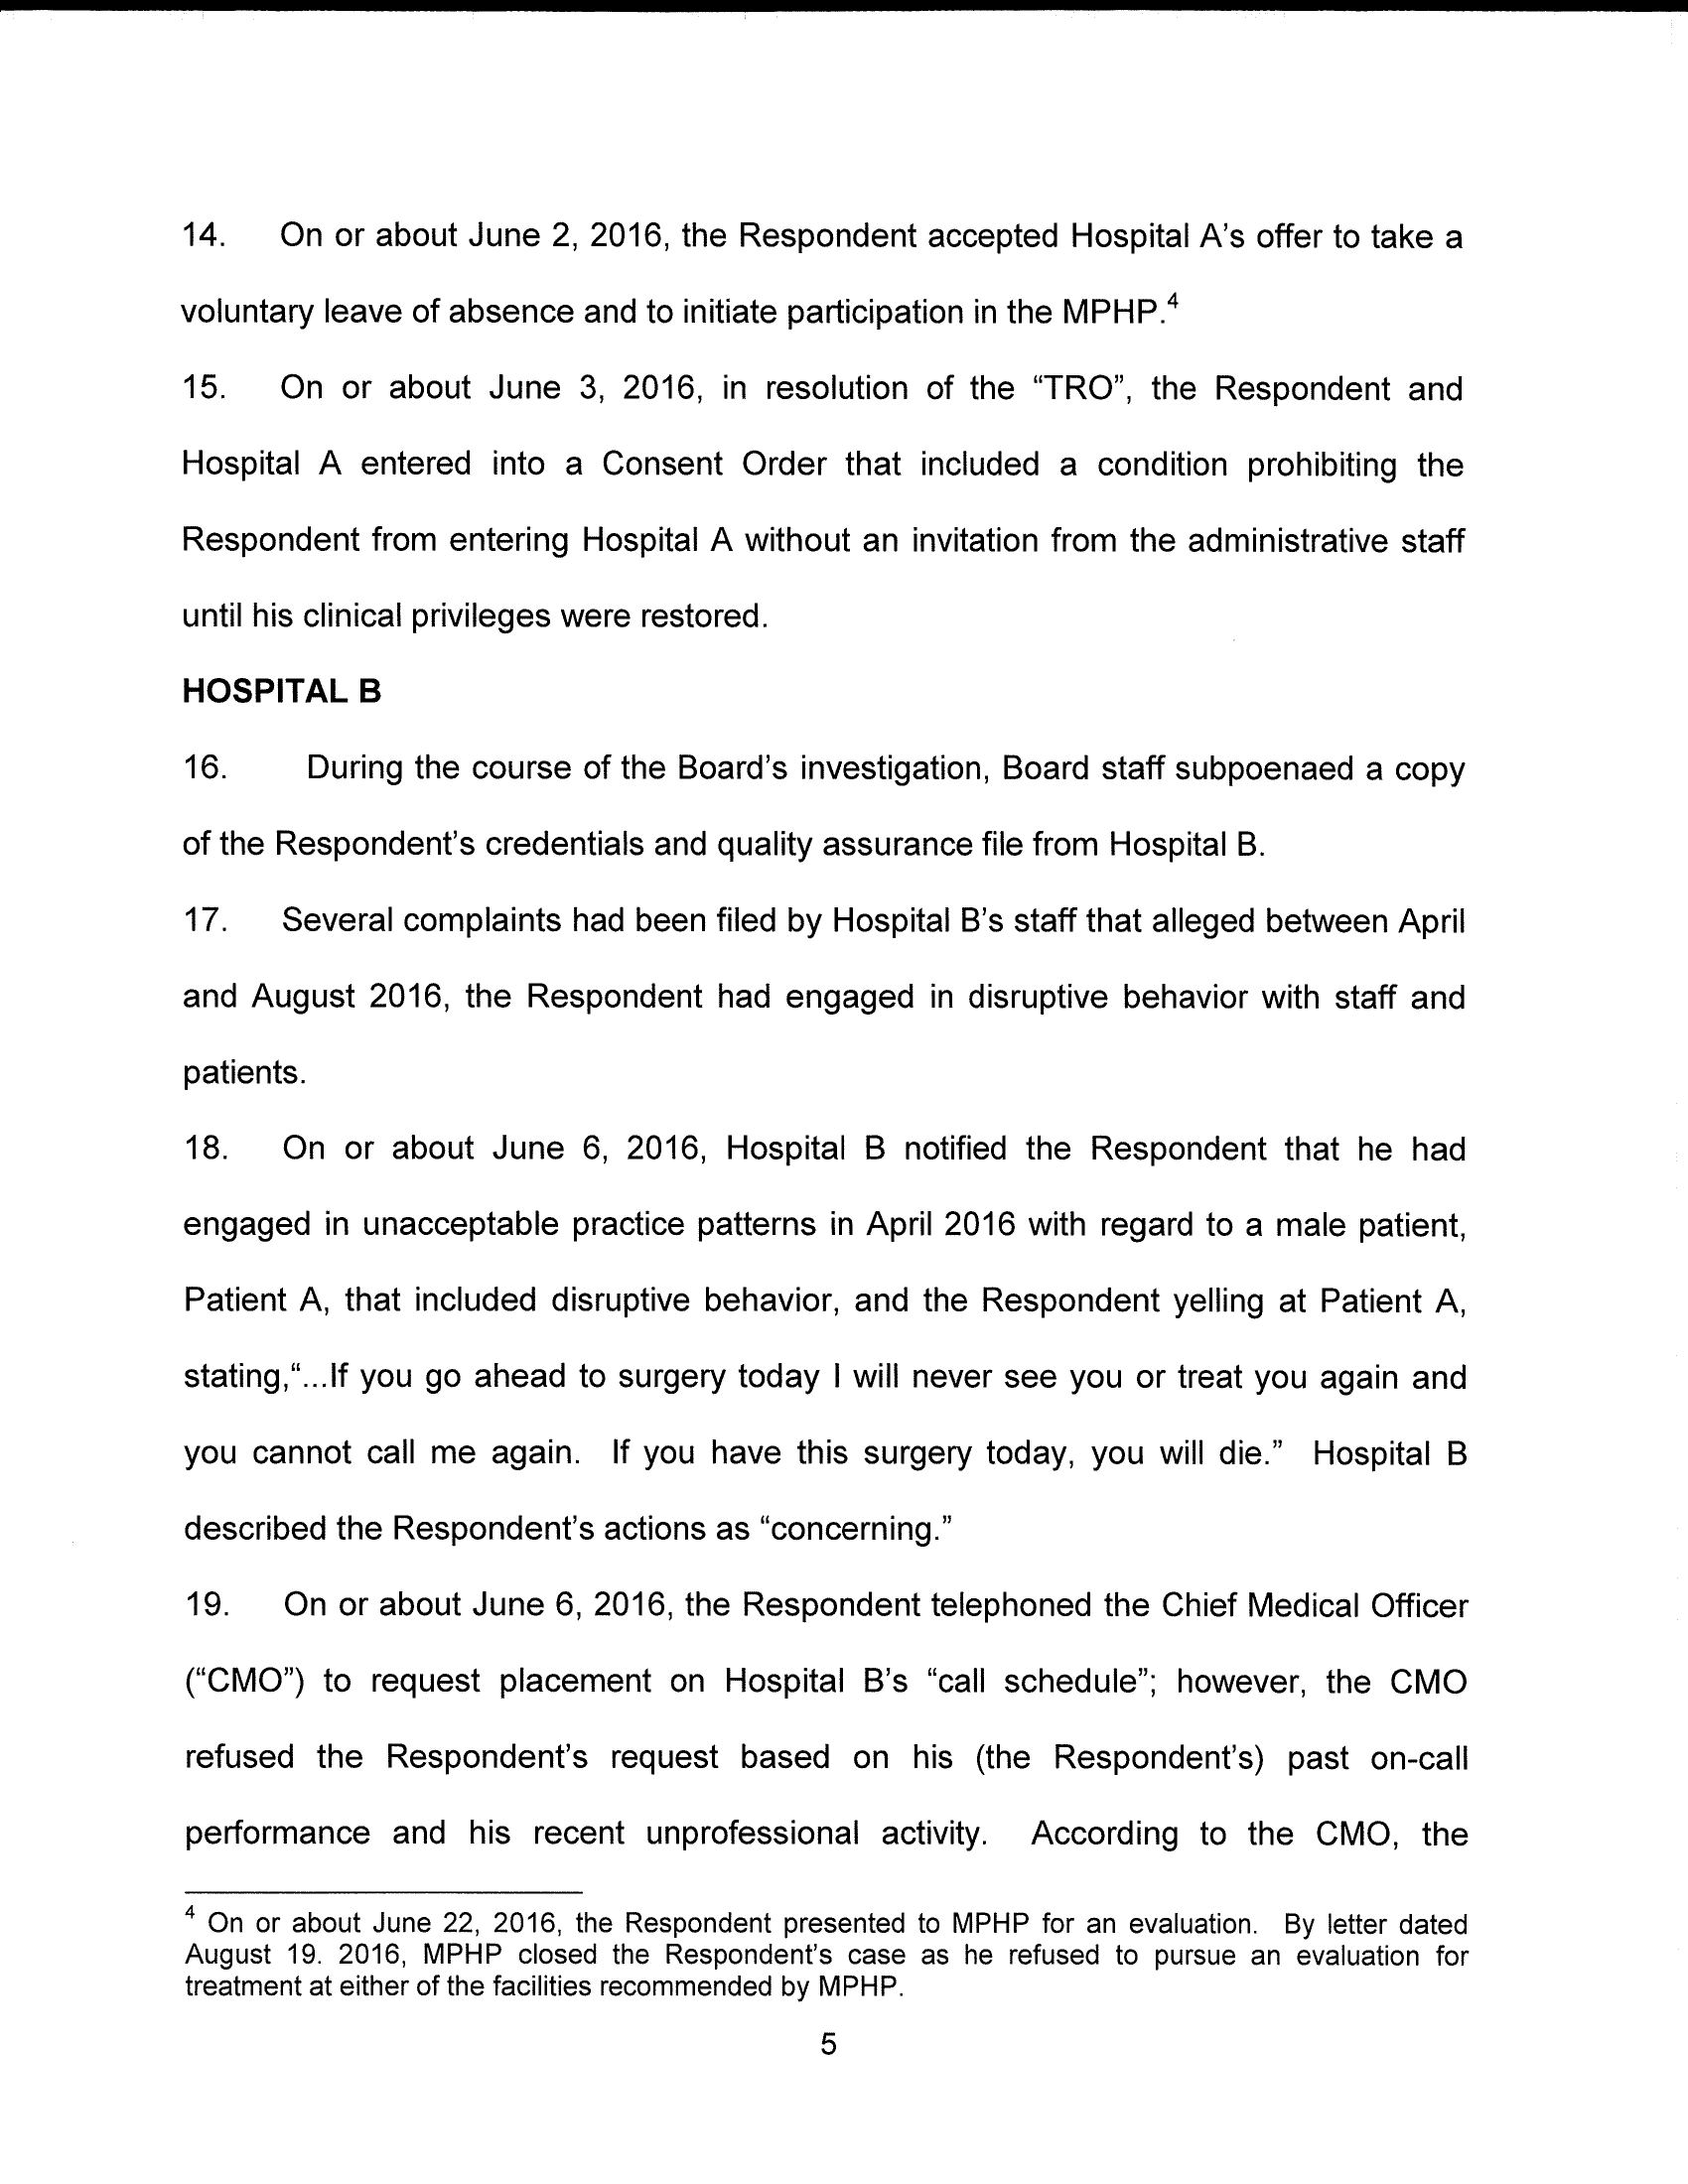 14. On or about June 2, 2016, the Respondent accepted Hospital A's offer to take a
voluntary leave of absence and to initiate participation in the MPHP.4
15. On or about June 3, 2016, in resolution of the “TRO”, the Respondent and
Hospital A entered into a Consent Order that included a condition prohibiting the
Respondent from entering Hospital A without an invitation from the administrative staff
until his clinical privileges were restored.
HOSPITAL B
16. During the course of the Board's investigation, Board staff subpoenaed a copy
of the Respondent's credentials and quality assurance file from Hospital B.
17. Several complaints had been filed by Hospital B's staff that alleged between April
and August 2016, the Respondent had engaged in disruptive behavior with staff and
patients.
18. On or about June 6, 2016, Hospital B notified the Respondent that he had
engaged in unacceptable practice patterns in April 2016 with regard to a male patient,
Patient A, that included disruptive behavior, and the Respondent yelling at Patient A,
stating,“...If you go ahead to surgery today I will never see you or treat you again and
you cannot call me again. If you have this surgery today, you will die.” Hospital B
described the Respondent's actions as “concerning.”
19. On or about June 6, 2016, the Respondent telephoned the Chief Medical Officer
(“CMO”) to request placement on Hospital B's “call schedule”; however, the CMO
refused the Respondent's request based on his (the Respondent's) past on-call
performance and his recent unprofessional activity. According to the CMO, the
4 On or about June 22, 2016, the Respondent presented to MPHP for an evaluation. By letter dated
August 19. 2016, MPHP closed the Respondent's case as he refused to pursue an evaluation for
treatment at either of the facilities recommended by MPHP.
5